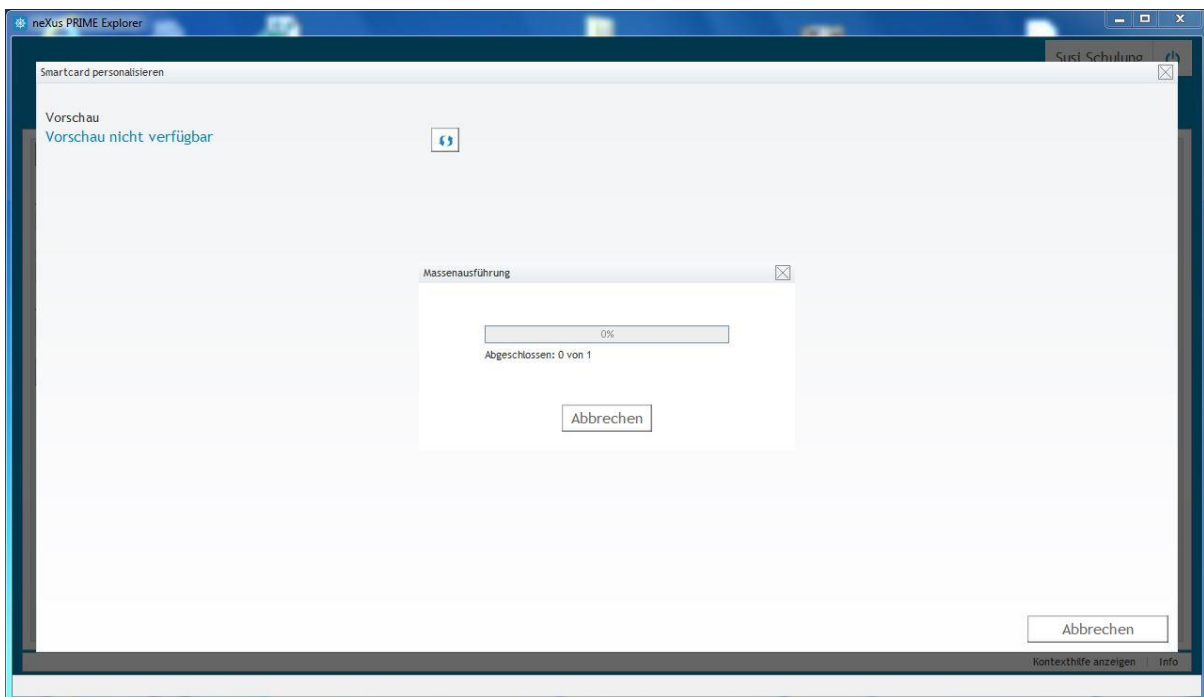 neXus PRIME Explorer
Susi Schulung
Smartcard personalisieren
Vorschau
Vorschau nicht verfügbar
Massenausführung
0%
Abgeschlossen: 0 von 1
Abbrechen
Abbrechen
Kontexthilfe anzeigen | Info